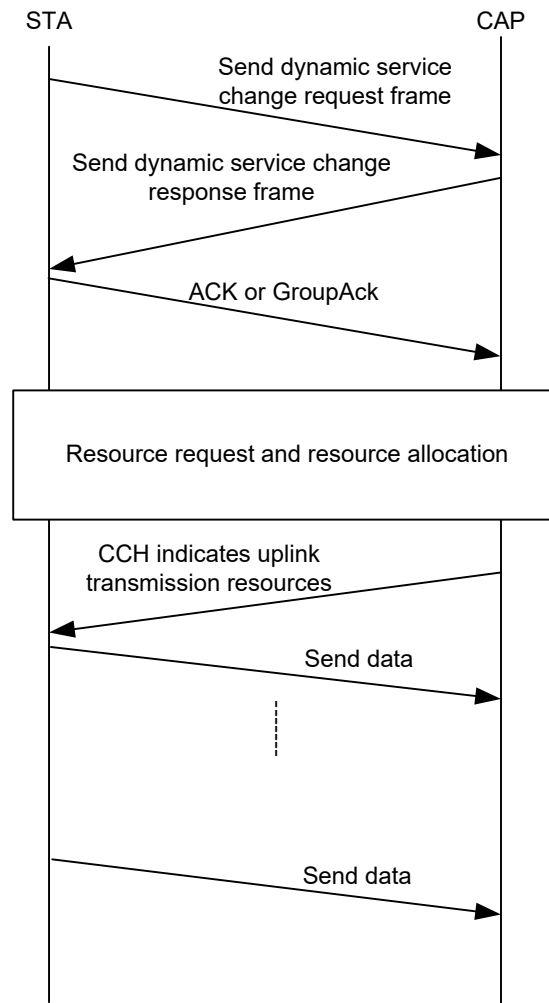 STA
CAP
Send dynamic service
change request frame
Send dynamic service change
response frame
ACK or GroupAck
Resource request and resource allocation
CCH indicates uplink
transmission resources
Send data
Send data